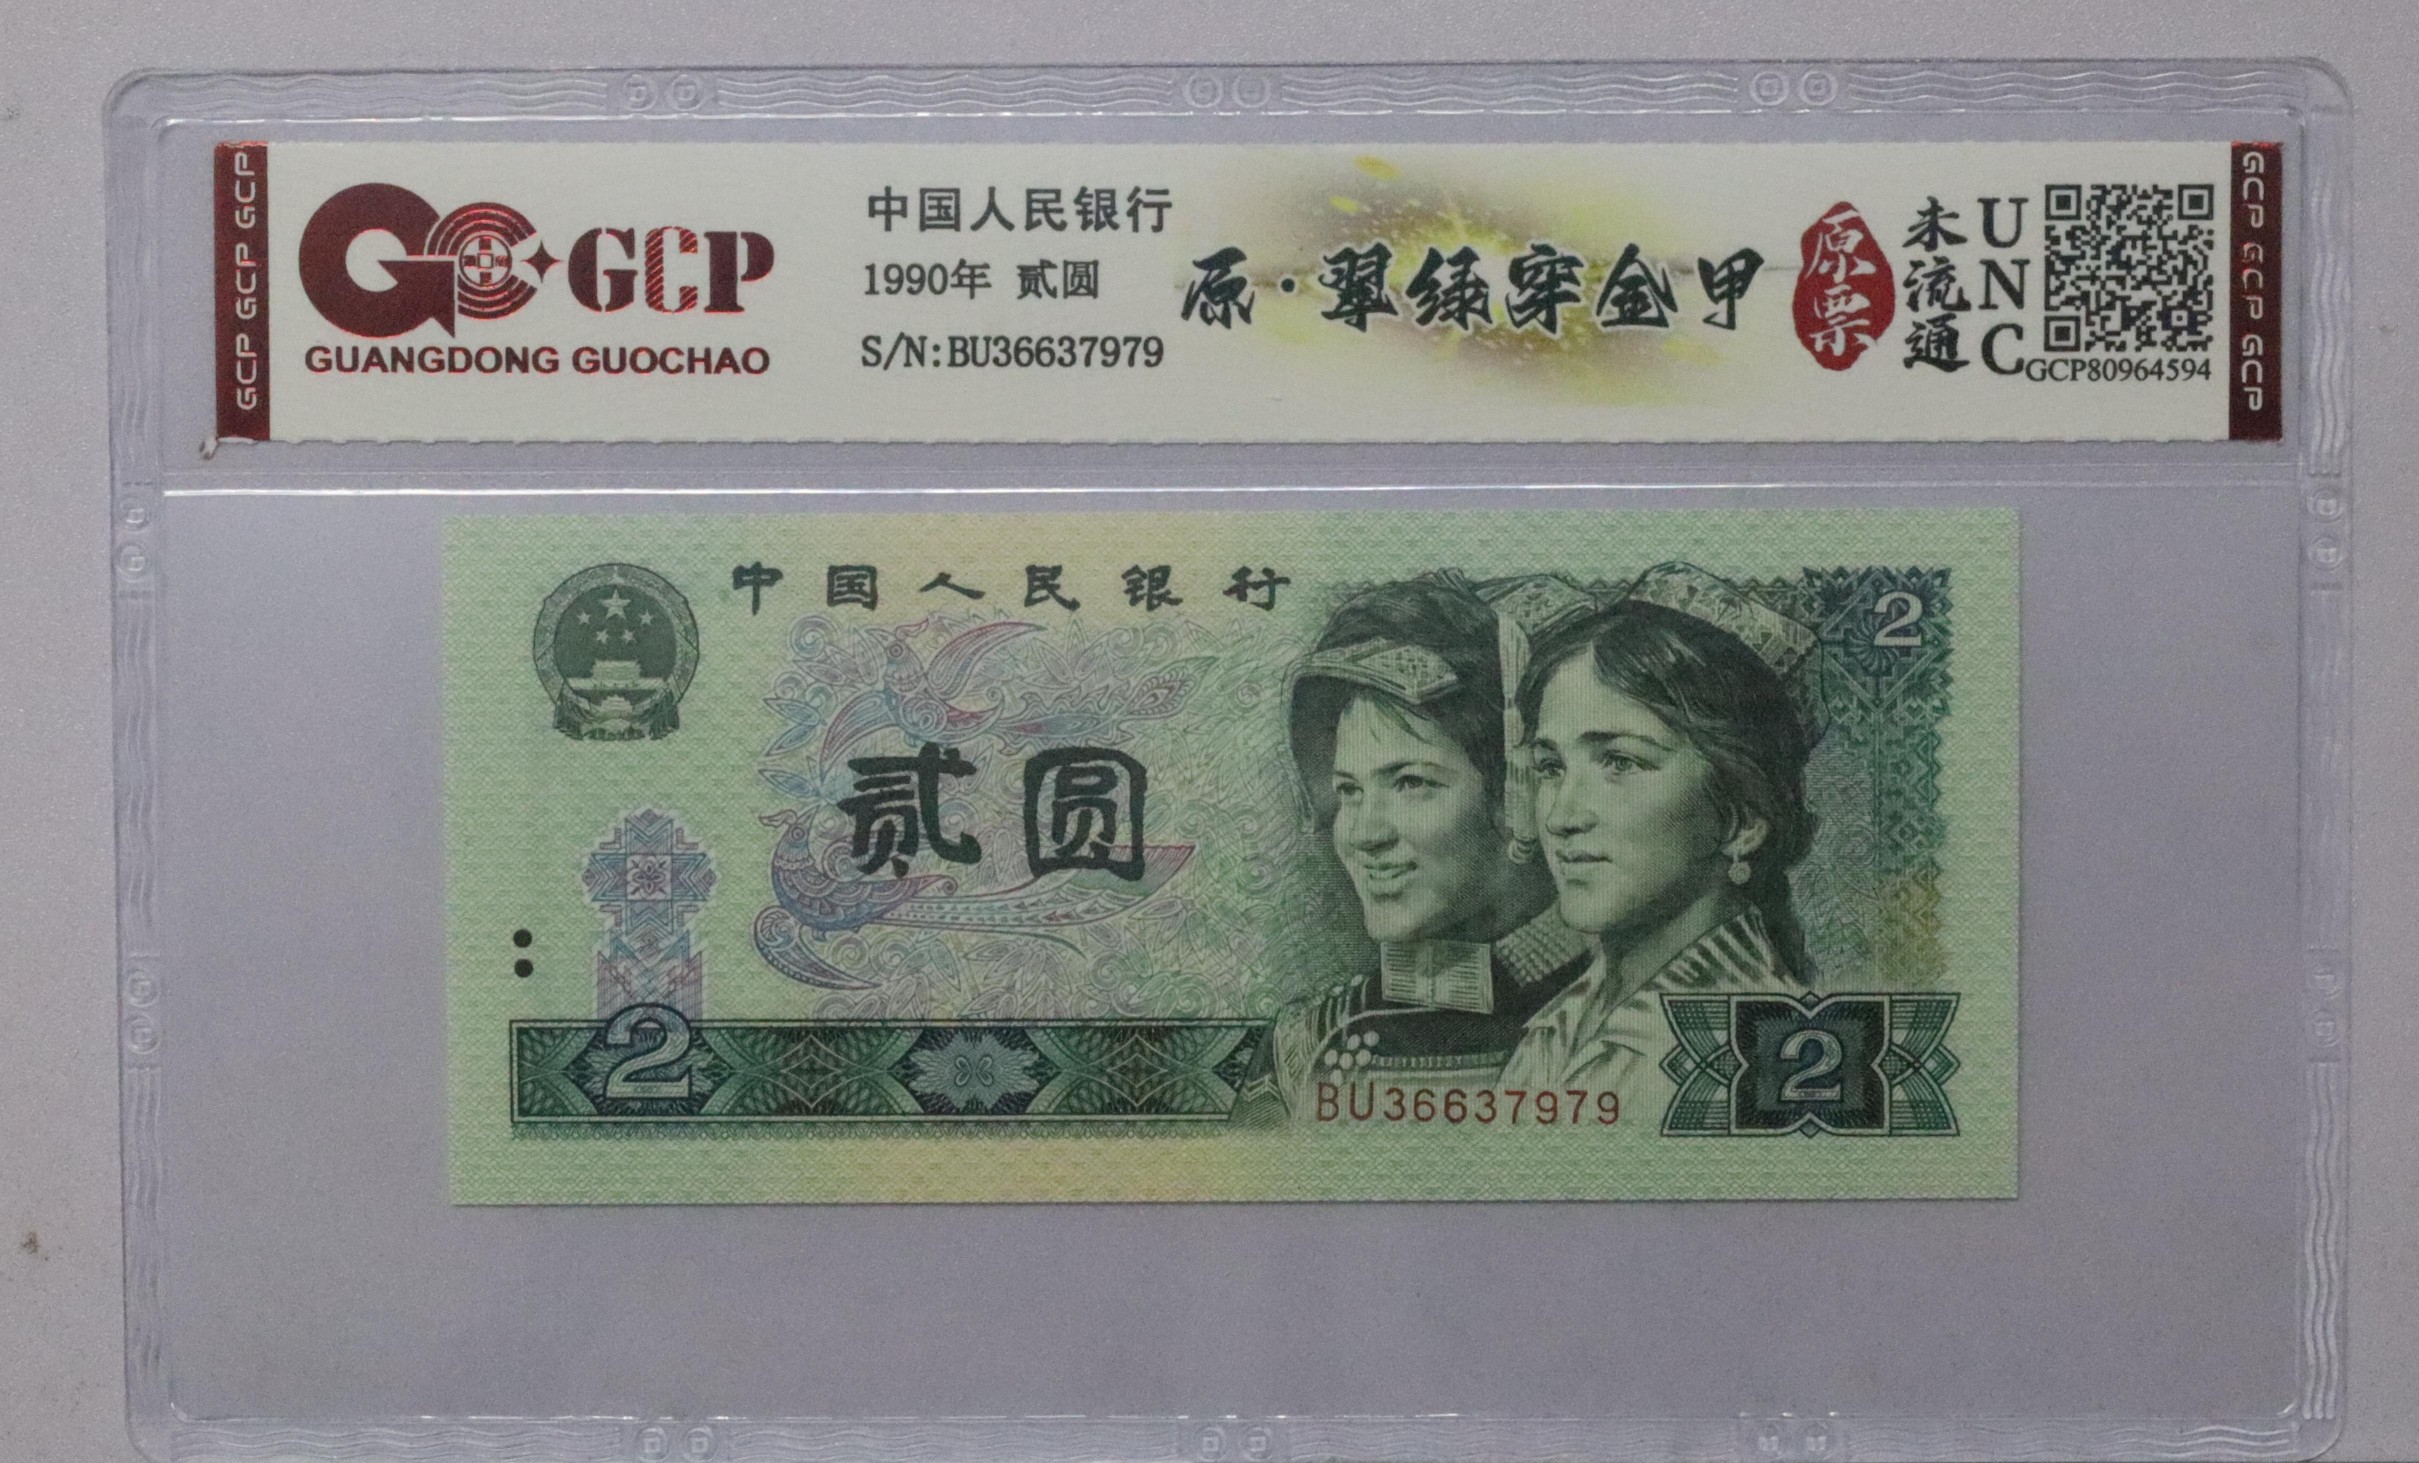 GCP GCP GCP
GCP
GUANGDONG GUOCHAO
中国人民银行
1990年 贰圆
S/N:BU36637979
原·翠绿穿金甲
原票
未流通
UNC
GCP80964594
GCP GCP GCP
中国人民银行
2
贰圆
2
BU36637979
2